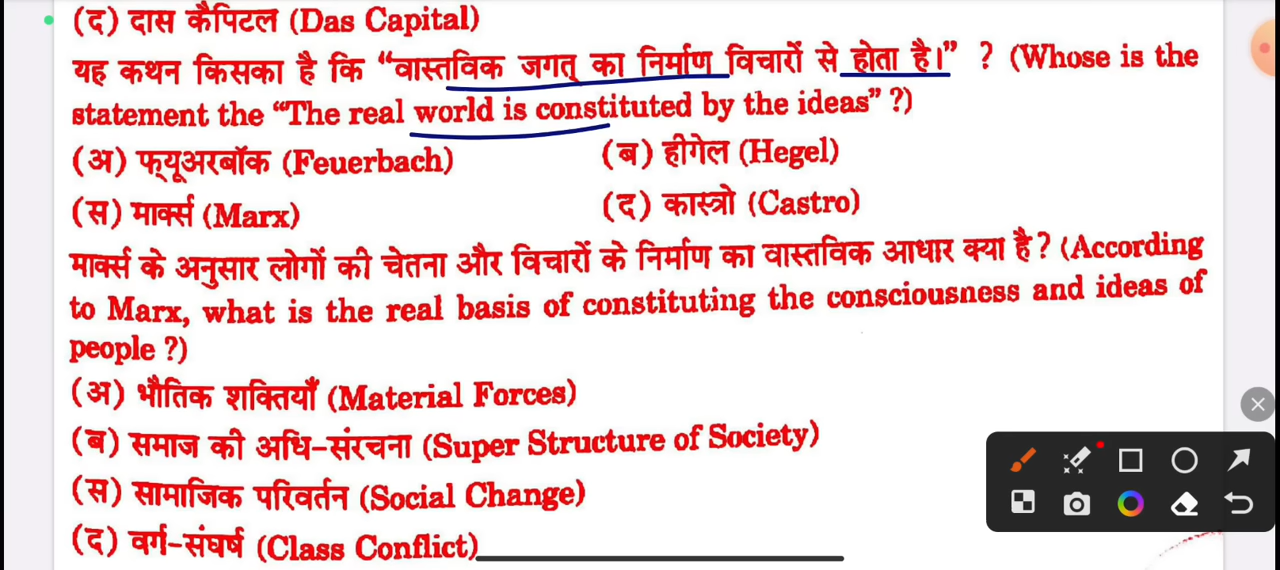 (द) दास कैपिटल (Das Capital)
यह कथन किसका है कि “वास्तविक जगत् का निर्माण विचारों से होता है।” ? (Whose is the
statement the “The real world is constituted by the ideas” ?)
(अ) फ्यूअरबॉक (Feuerbach) (ब) हीगेल (Hegel)
(स) मार्क्स (Marx) (द) कास्त्रो (Castro)
मार्क्स के अनुसार लोगों की चेतना और विचारों के निर्माण का वास्तविक आधार क्या है? (According
to Marx, what is the real basis of constituting the consciousness and ideas of
people ?)
(अ) भौतिक शक्तियाँ (Material Forces)
(ब) समाज की अधि-संरचना (Super Structure of Society)
(स) सामाजिक परिवर्तन (Social Change)
(द) वर्ग-संघर्ष (Class Conflict)